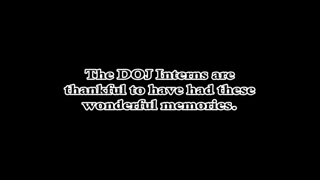 The DOJ Interns are
thankful to have had these
wonderful memories.